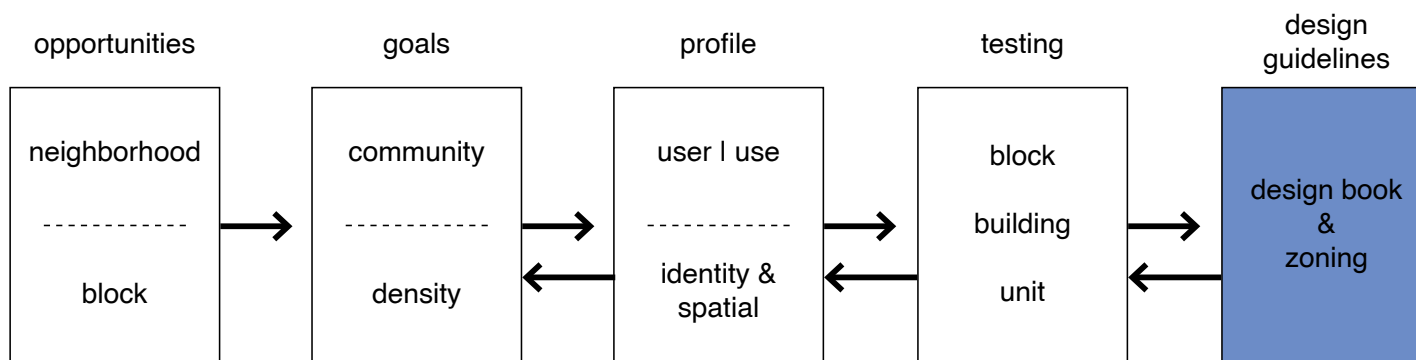 opportunities
neighborhood
block
goals
community
density
profile
user | use
identity &
spatial
testing
block
building
unit
design
guidelines
design book
&
zoning